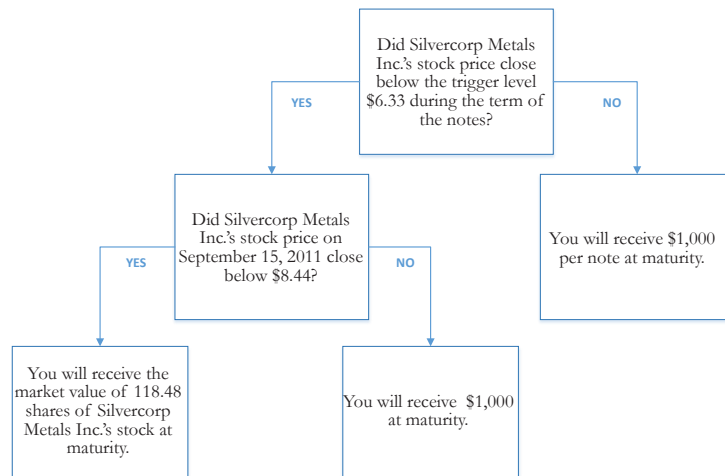 Did Silvercorp Metals
Inc.'s stock price close
below the trigger level
$6.33 during the term of
the notes?
YES
NO
Did Silvercorp Metals
Inc.'s stock price on
September 15, 2011 close
below $8.44?
You will receive $1,000
per note at maturity.
YES
NO
You will receive the
market value of 118.48
shares of Silvercorp
Metals Inc.'s stock at
maturity.
You will receive $1,000
at maturity.